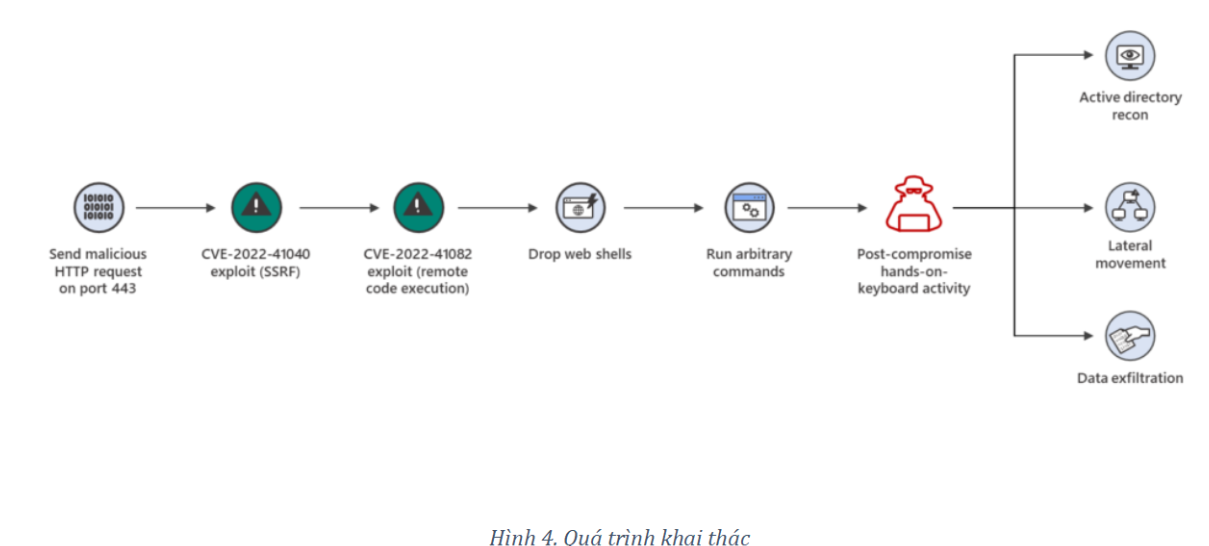 Active directory
recon
Send malicious
HTTP request
on port 443
CVE-2022-41040
exploit (SSRF)
CVE-2022-41082
exploit (remote
code execution)
Drop web shells
Run arbitrary
commands
Post-compromise
hands-on-
keyboard activity
Lateral
movement
Data exfiltration
Hình 4. Quá trình khai thác